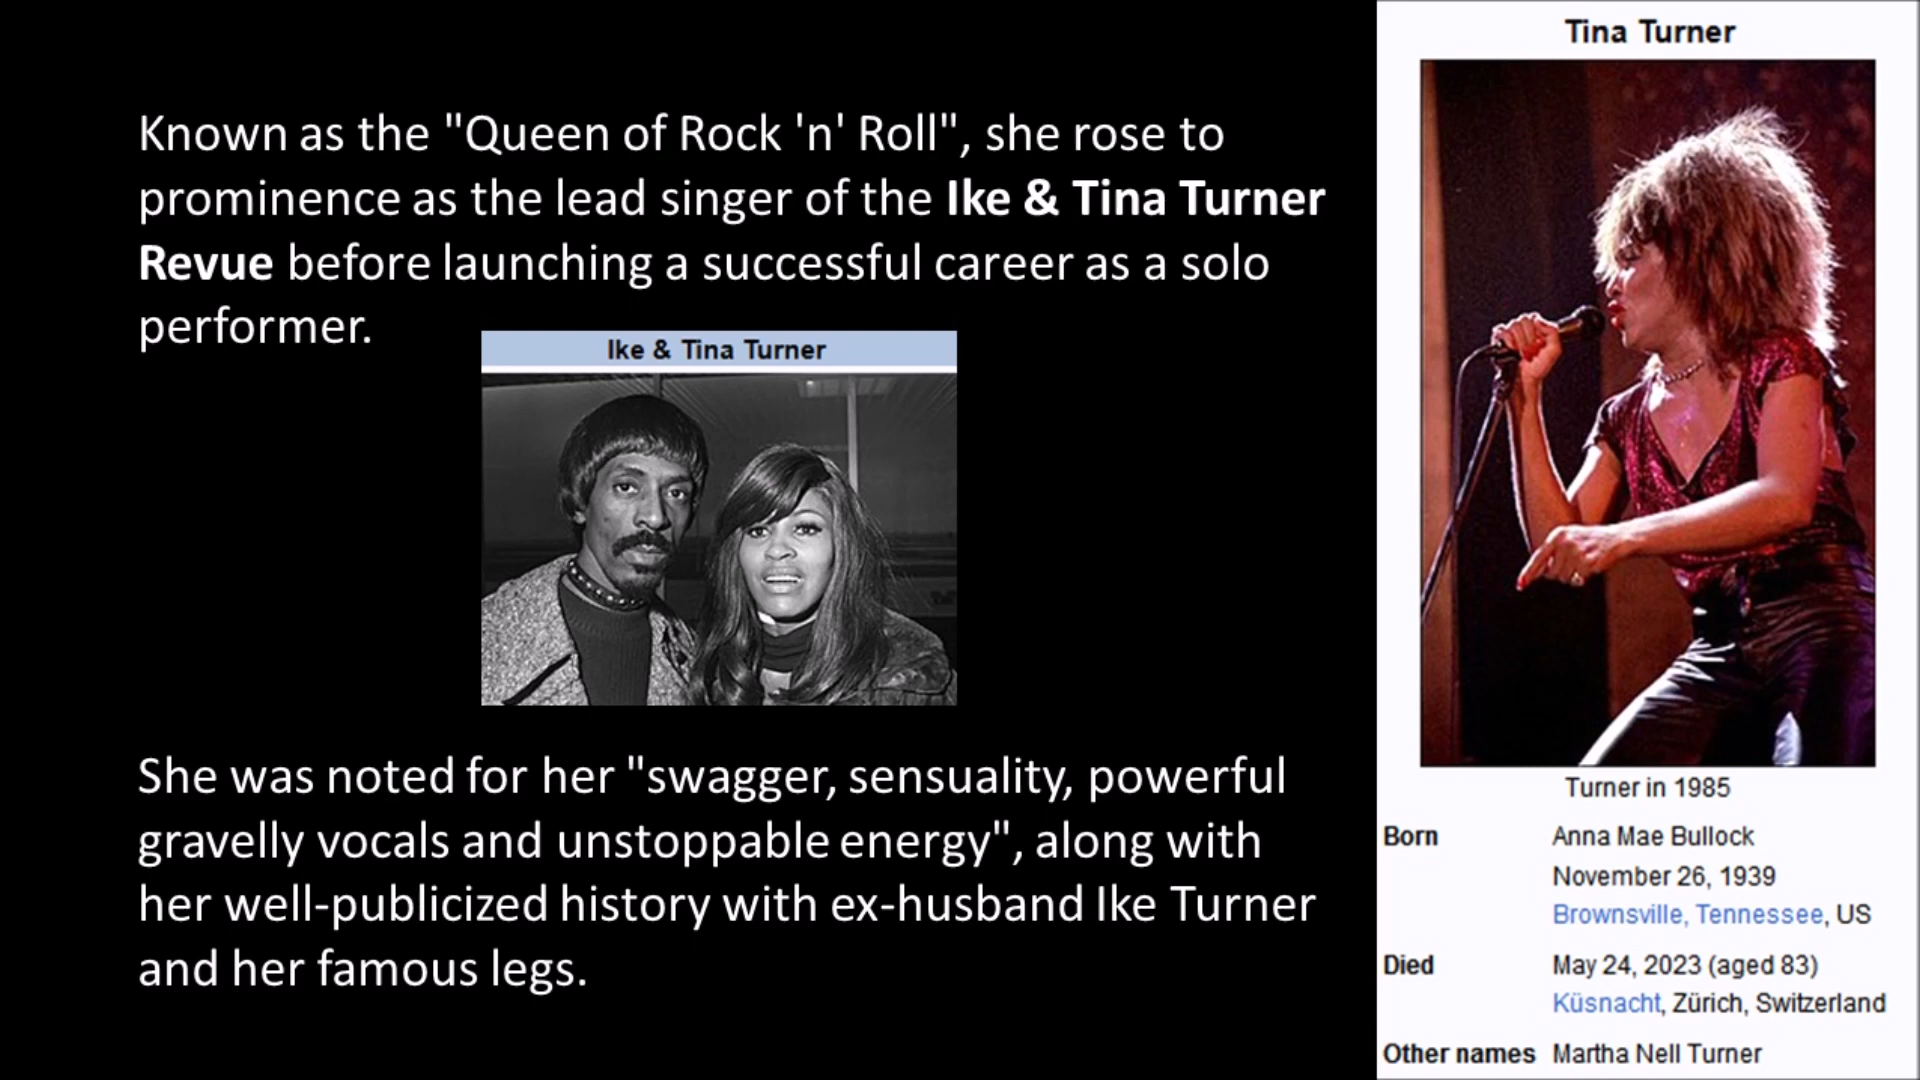 Known as the "Queen of Rock 'n' Roll", she rose to
prominence as the lead singer of the Ike & Tina Turner
Revue before launching a successful career as a solo
performer.
Ike & Tina Turner
She was noted for her "swagger, sensuality, powerful
gravelly vocals and unstoppable energy", along with
her well-publicized history with ex-husband Ike Turner
and her famous legs.
Tina Turner
Turner in 1985
Born Anna Mae Bullock
November 26, 1939
Brownsville, Tennessee, US
Died May 24, 2023 (aged 83)
Küsnacht, Zürich, Switzerland
Other names Martha Nell Turner